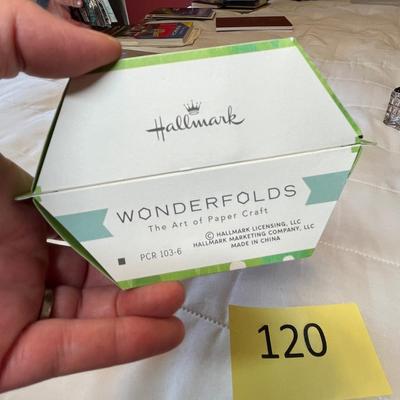 Hallmark
WONDERFOLDS
The Art of Paper Craft
© HALLMARK LICENSING, LLC
HALLMARK MARKETING COMPANY, LLC
MADE IN CHINA
PCR 103-6
120